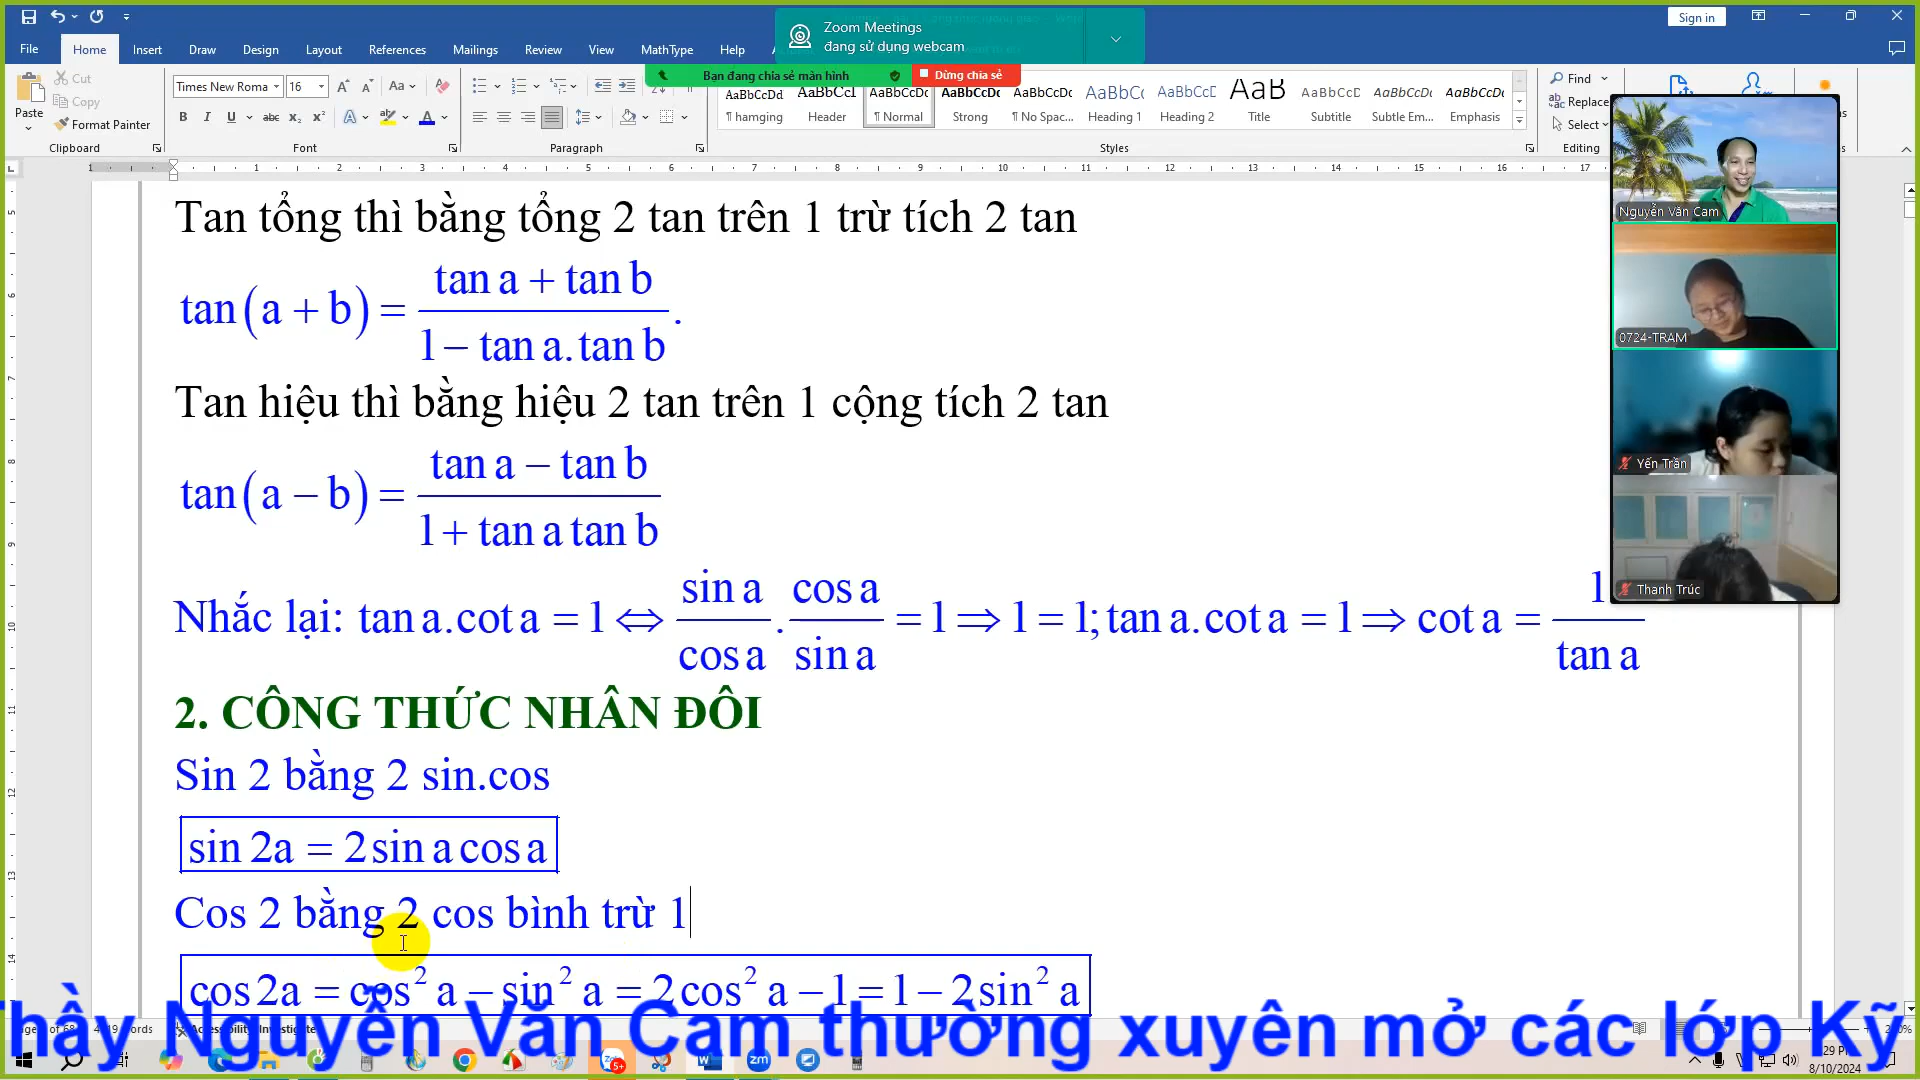 Sign in
Zoom Meetings
đang sử dụng webcam
File Home Insert Draw Design Layout References Mailings Review View MathType Help
Bạn đang chia sẻ màn hình
Dừng chia sẻ
Paste
Cut
Copy
Format Painter
Clipboard
Times New Roma 16
Font
Paragraph
AaBbCcDd AaBbCcI AaBbCcDc AaBbCcDc AaBbCcDc AaBbCc AaBbCcD AaB AaBbCcD AaBbCcDc AaBbCcDc
¶ hamging Header ¶ Normal Strong ¶ No Spac... Heading 1 Heading 2 Title Subtitle Subtle Em... Emphasis
Styles
Find
Replace
Select
Editing
Nguyễn Văn Cam
0724-TRAM
Yến Trần
Thanh Trúc
Tan tổng thì bằng tổng 2 tan trên 1 trừ tích 2 tan
tan(a + b) = (tan a + tan b)/(1 − tan a.tan b).
Tan hiệu thì bằng hiệu 2 tan trên 1 cộng tích 2 tan
tan(a − b) = (tan a − tan b)/(1 + tan a tan b)
Nhắc lại: tan a.cot a = 1 ⇔ sin a/cos a . cos a/sin a = 1 ⇒ 1 = 1; tan a.cot a = 1 ⇒ cot a = 1/tan a
2. CÔNG THỨC NHÂN ĐÔI
Sin 2 bằng 2 sin.cos
sin 2a = 2 sin a cos a
Cos 2 bằng 2 cos bình trừ 1
cos 2a = cos² a − sin² a = 2 cos² a − 1 = 1 − 2 sin² a
Thầy Nguyễn Văn Cam thường xuyên mở các lớp Kỹ
8/10/2024